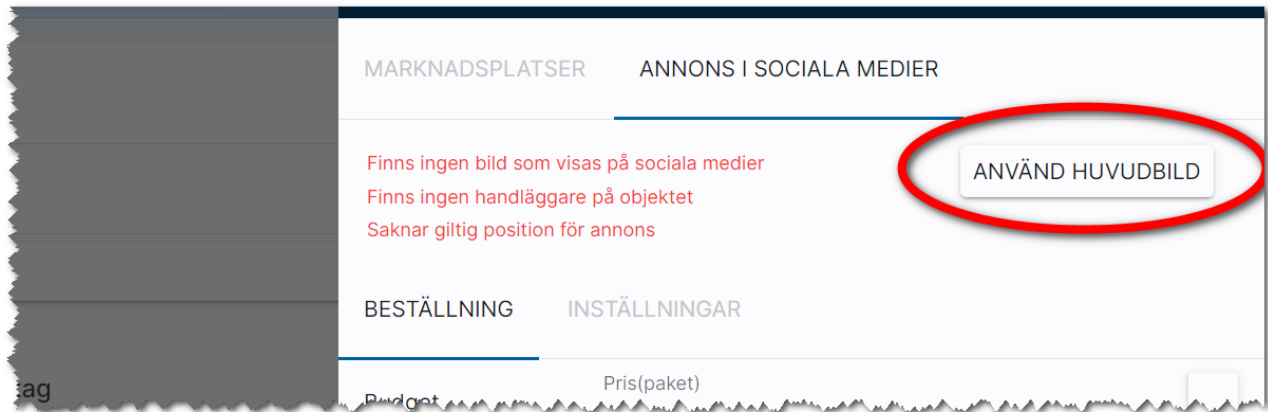 MARKNADSPLATSER ANNONS I SOCIALA MEDIER
Finns ingen bild som visas på sociala medier
ANVÄND HUVUDBILD
Finns ingen handläggare på objektet
Saknar giltig position för annons
BESTÄLLNING INSTÄLLNINGAR
Pris(paket)
Budget